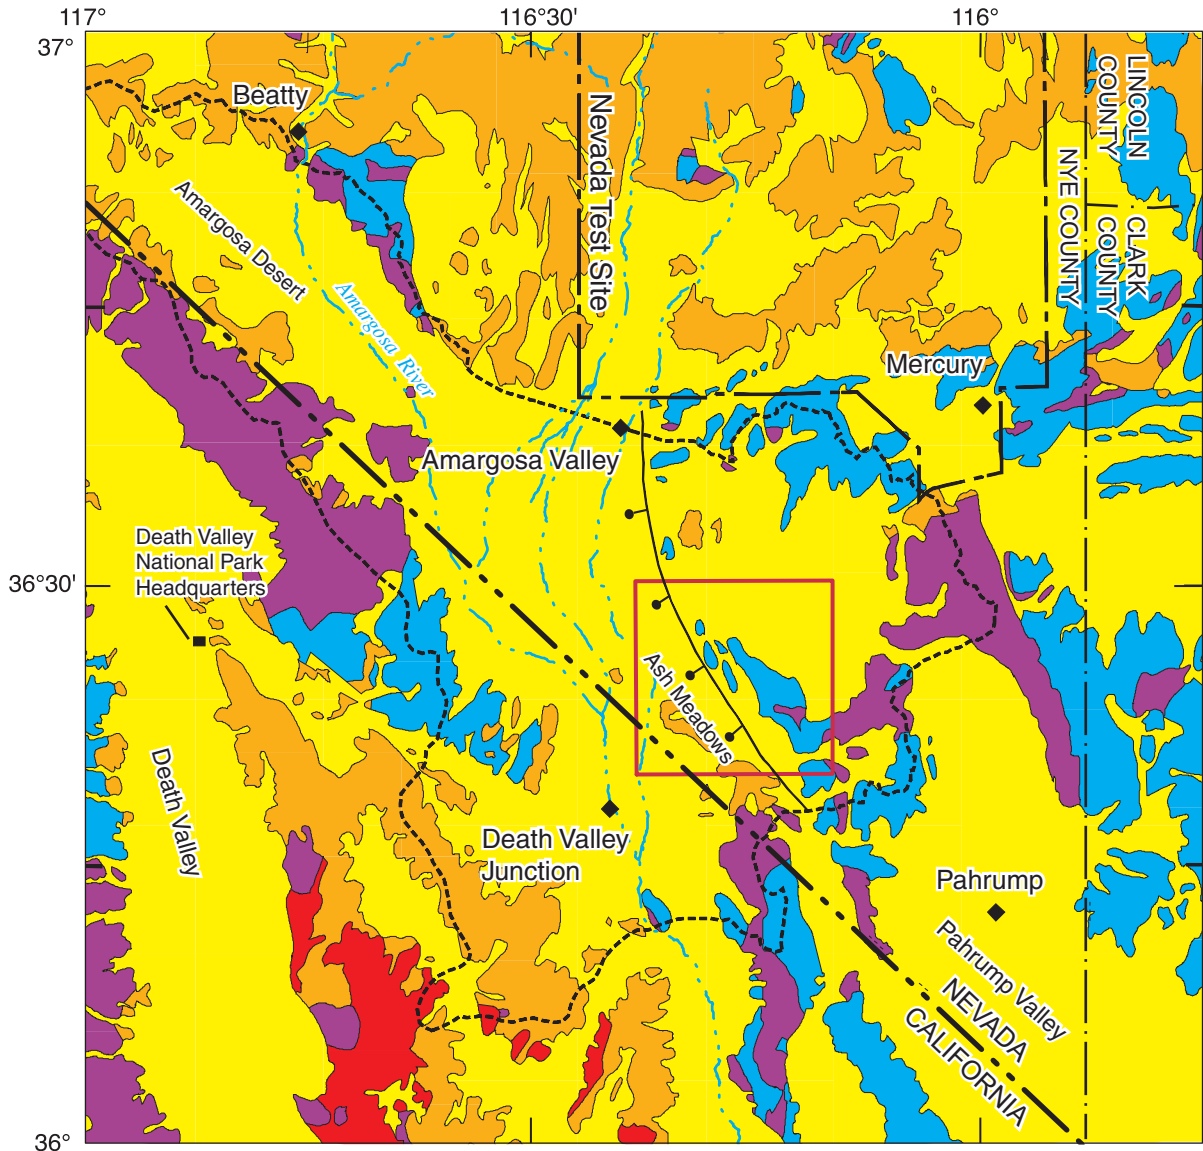 117°
116°30'
116°
37°
Beatty
Nevada Test Site
LINCOLN
COUNTY
NYE COUNTY
CLARK
COUNTY
Amargosa Desert
Amargosa River
Mercury
Amargosa Valley
Death Valley
National Park
Headquarters
36°30'
Ash Meadows
Death Valley
Death Valley
Junction
Pahrump
Pahrump Valley
NEVADA
CALIFORNIA
36°